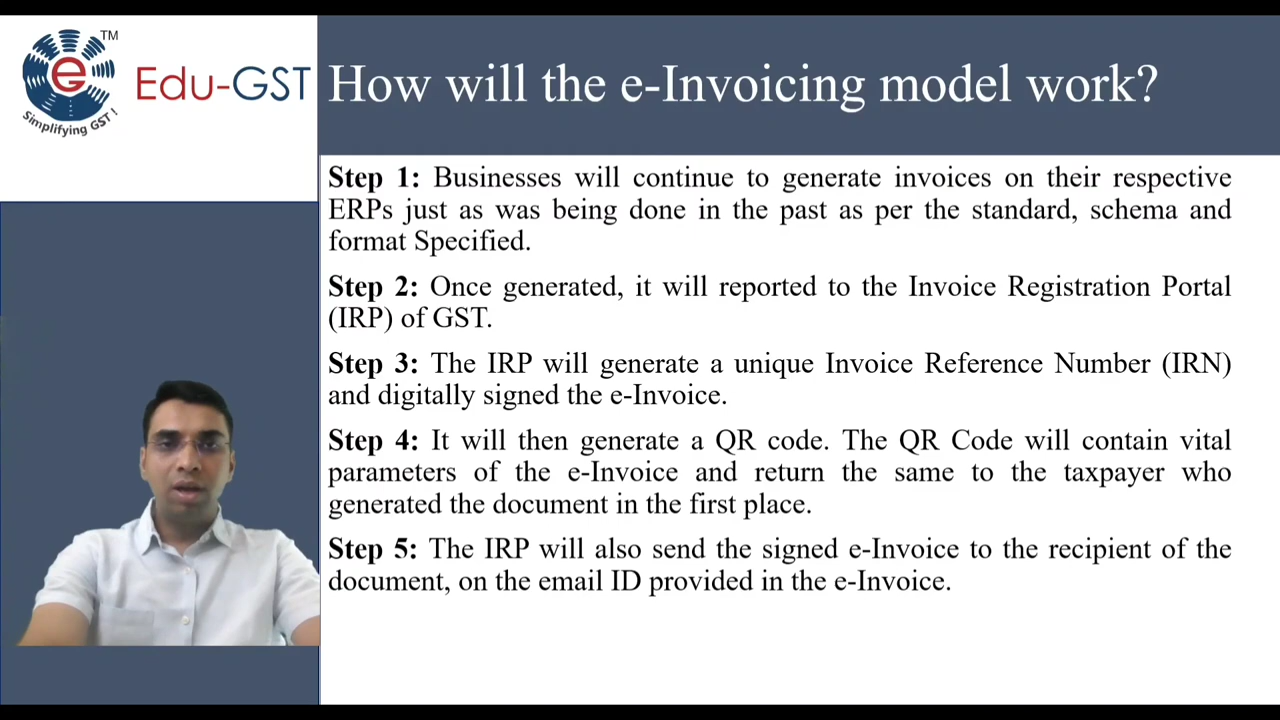 TM
e
Simplifying GST !
Edu-GST
How will the e-Invoicing model work?
Step 1: Businesses will continue to generate invoices on their respective
ERPs just as was being done in the past as per the standard, schema and
format Specified.
Step 2: Once generated, it will reported to the Invoice Registration Portal
(IRP) of GST.
Step 3: The IRP will generate a unique Invoice Reference Number (IRN)
and digitally signed the e-Invoice.
Step 4: It will then generate a QR code. The QR Code will contain vital
parameters of the e-Invoice and return the same to the taxpayer who
generated the document in the first place.
Step 5: The IRP will also send the signed e-Invoice to the recipient of the
document, on the email ID provided in the e-Invoice.